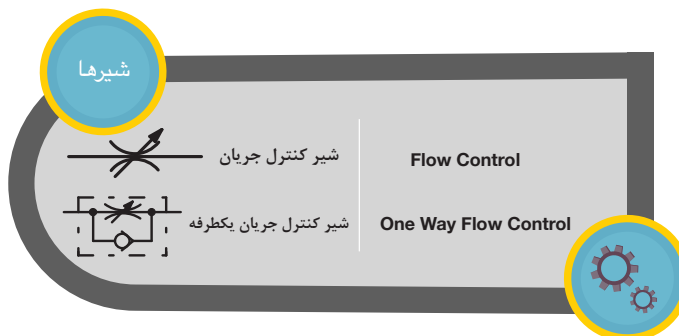 شیرها
شیر کنترل جریان
Flow Control
شیر کنترل جریان یکطرفه
One Way Flow Control